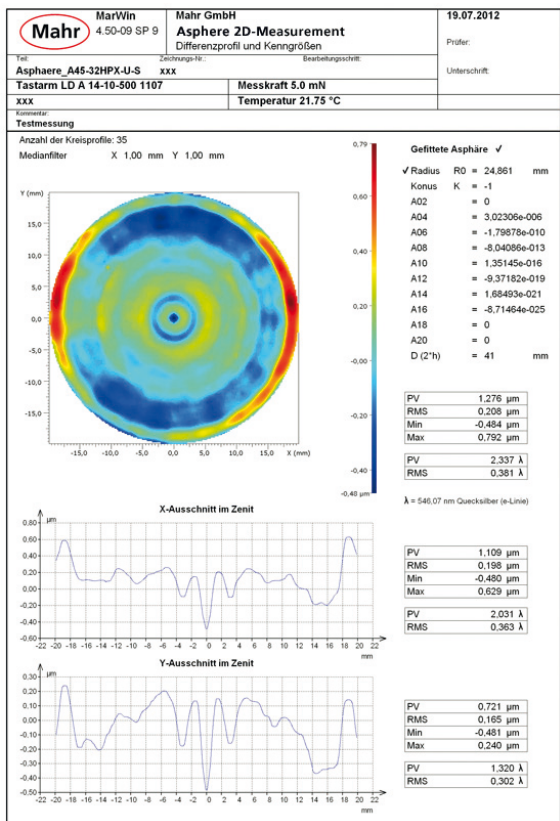 Mahr
MarWin
4.50-09 SP 9
Mahr GmbH
Asphere 2D-Measurement
Differenzprofil und Kenngrößen
19.07.2012
Prüfer:
Unterschrift:
Teil: Zeichnungs-Nr.: Bearbeitungsschritt:
Asphaere_A45-32HPX-U-S xxx
Tastarm LD A 14-10-500 1107 Messkraft 5.0 mN
xxx Temperatur 21.75 °C
Kommentar:
Testmessung
Anzahl der Kreisprofile: 35
Medianfilter X 1,00 mm Y 1,00 mm
Y (mm)
15,0
10,0
5,0
0,0
-5,0
-10,0
-15,0
-15,0 -10,0 -5,0 0,0 5,0 10,0 X (mm)
0,79
0,60
0,40
0,20
-0,00
-0,20
-0,40
-0,48 µm
Gefittete Asphäre ✓
✓ Radius R0 = 24,861 mm
Konus K = -1
A02 = 0
A04 = 3,02306e-006
A06 = -1,79878e-010
A08 = -8,04086e-013
A10 = 1,35145e-016
A12 = -9,37182e-019
A14 = 1,68493e-021
A16 = -8,71464e-025
A18 = 0
A20 = 0
D (2*h) = 41 mm
PV 1,276 µm
RMS 0,208 µm
Min -0,484 µm
Max 0,792 µm
PV 2,337 λ
RMS 0,381 λ
λ = 546,07 nm Quecksilber (e-Linie)
X-Ausschnitt im Zenit
µm
0.80
0.60
0.40
0.20
0.00
-0.20
-0.40
-0.60
-22 -20 -18 -16 -14 -12 -10 -8 -6 -4 -2 0 2 4 6 8 10 12 14 16 18 20 22
mm
PV 1,109 µm
RMS 0,198 µm
Min -0,480 µm
Max 0,629 µm
PV 2,031 λ
RMS 0,363 λ
Y-Ausschnitt im Zenit
µm
0.30
0.20
0.10
0.00
-0.10
-0.20
-0.30
-0.40
-0.50
-22 -20 -18 -16 -14 -12 -10 -8 -6 -4 -2 0 2 4 6 8 10 12 14 16 18 20 22
mm
PV 0,721 µm
RMS 0,165 µm
Min -0,481 µm
Max 0,240 µm
PV 1,320 λ
RMS 0,302 λ